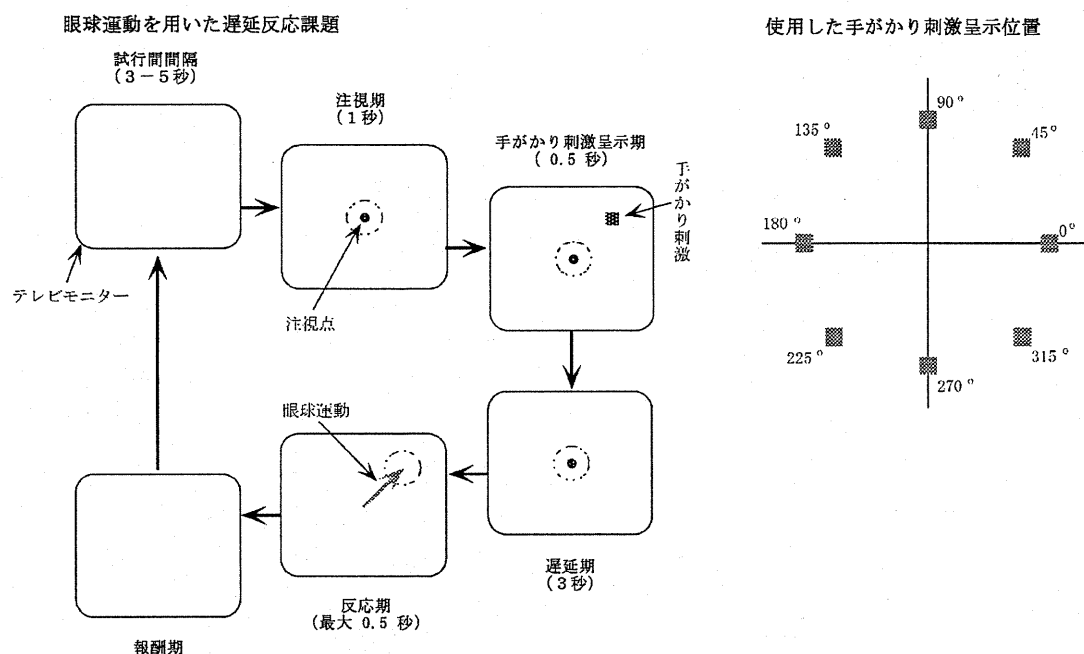 眼球運動を用いた遅延反応課題
使用した手がかり刺激呈示位置
試行間間隔
(3－5秒)
注視期
(1秒)
手がかり刺激呈示期
( 0.5 秒)
手がかり刺激
テレビモニター
注視点
眼球運動
反応期
(最大 0.5 秒)
遅延期
(3秒)
報酬期
90°
135°
45°
180°
0°
225°
315°
270°